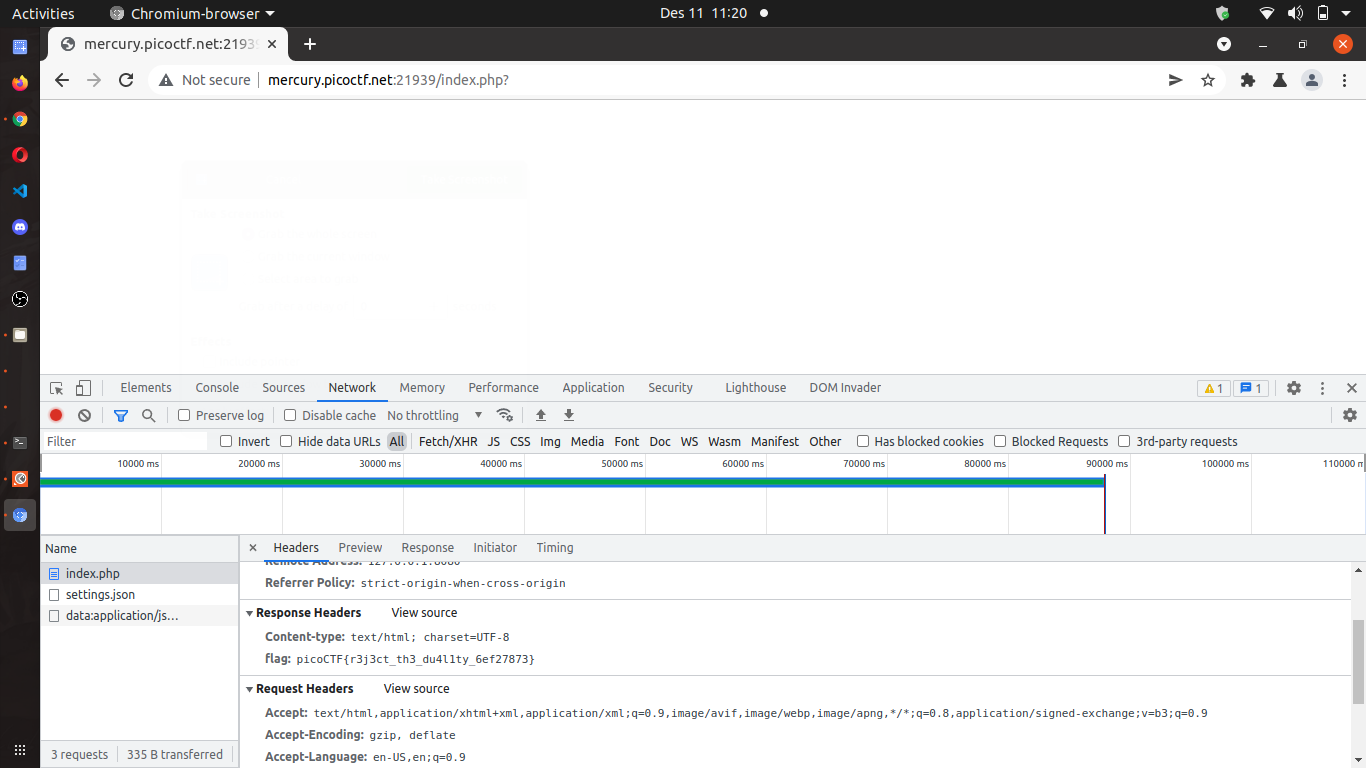 Activities Chromium-browser Des 11 11:20
mercury.picoctf.net:21939
Not secure mercury.picoctf.net:21939/index.php?
Elements Console Sources Network Memory Performance Application Security Lighthouse DOM Invader 1 1
Preserve log Disable cache No throttling
Filter Invert Hide data URLs All Fetch/XHR JS CSS Img Media Font Doc WS Wasm Manifest Other Has blocked cookies Blocked Requests 3rd-party requests
10000 ms 20000 ms 30000 ms 40000 ms 50000 ms 60000 ms 70000 ms 80000 ms 90000 ms 100000 ms 110000 m
Name
index.php
settings.json
data:application/js…
3 requests 335 B transferred
Headers Preview Response Initiator Timing
Remote Address: 127.0.0.1:8080
Referrer Policy: strict-origin-when-cross-origin
Response Headers View source
Content-type: text/html; charset=UTF-8
flag: picoCTF{r3j3ct_th3_du4l1ty_6ef27873}
Request Headers View source
Accept: text/html,application/xhtml+xml,application/xml;q=0.9,image/avif,image/webp,image/apng,*/*;q=0.8,application/signed-exchange;v=b3;q=0.9
Accept-Encoding: gzip, deflate
Accept-Language: en-US,en;q=0.9